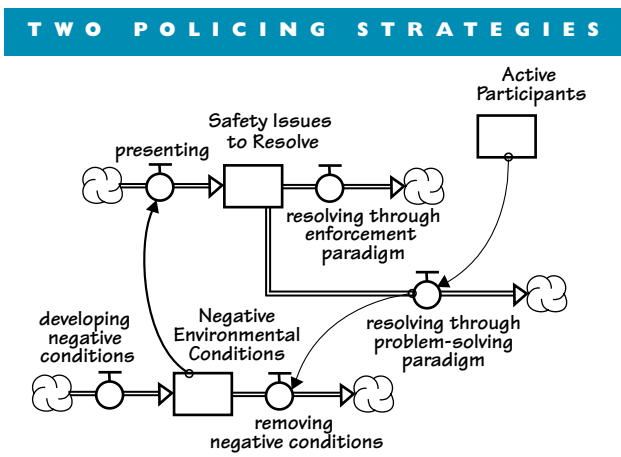 TWO POLICING STRATEGIES
Active
Participants
Safety Issues
to Resolve
presenting
resolving through
enforcement
paradigm
developing
negative
conditions
Negative
Environmental
Conditions
resolving through
problem-solving
paradigm
removing
negative conditions